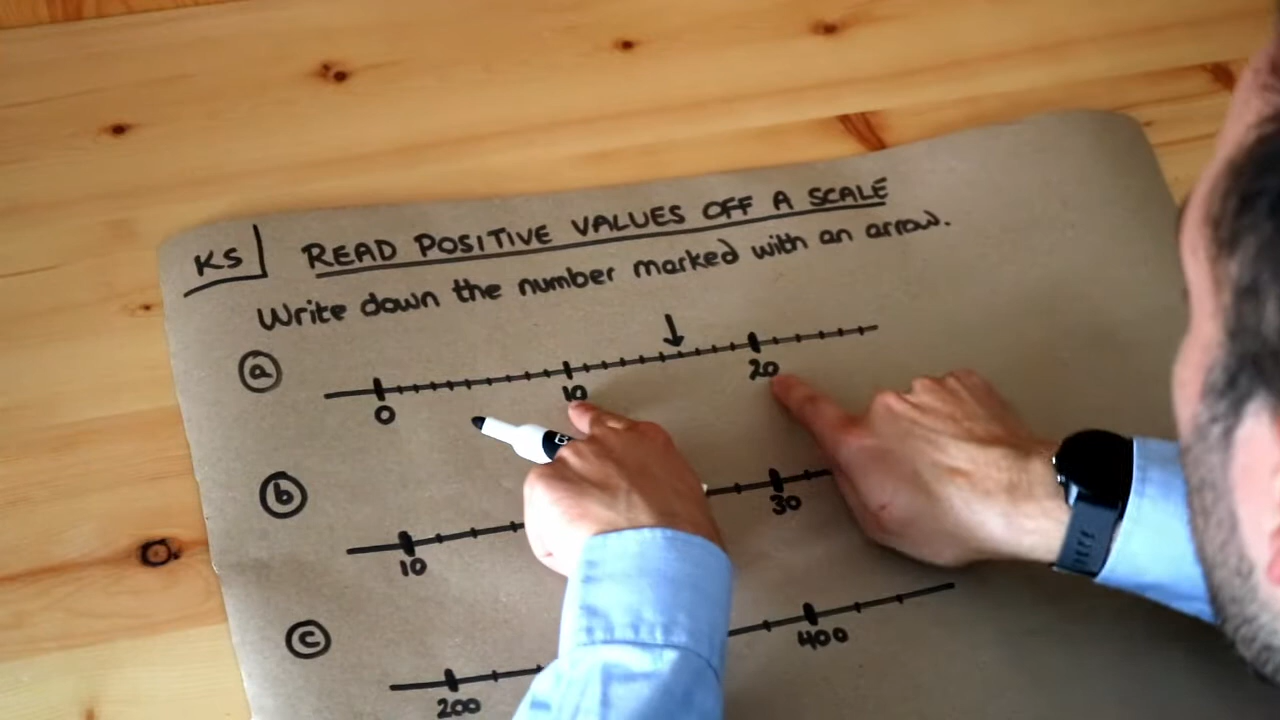 KS READ POSITIVE VALUES OFF A SCALE
Write down the number marked with an arrow.
a
0 10 20
b
10 30
c
200 400